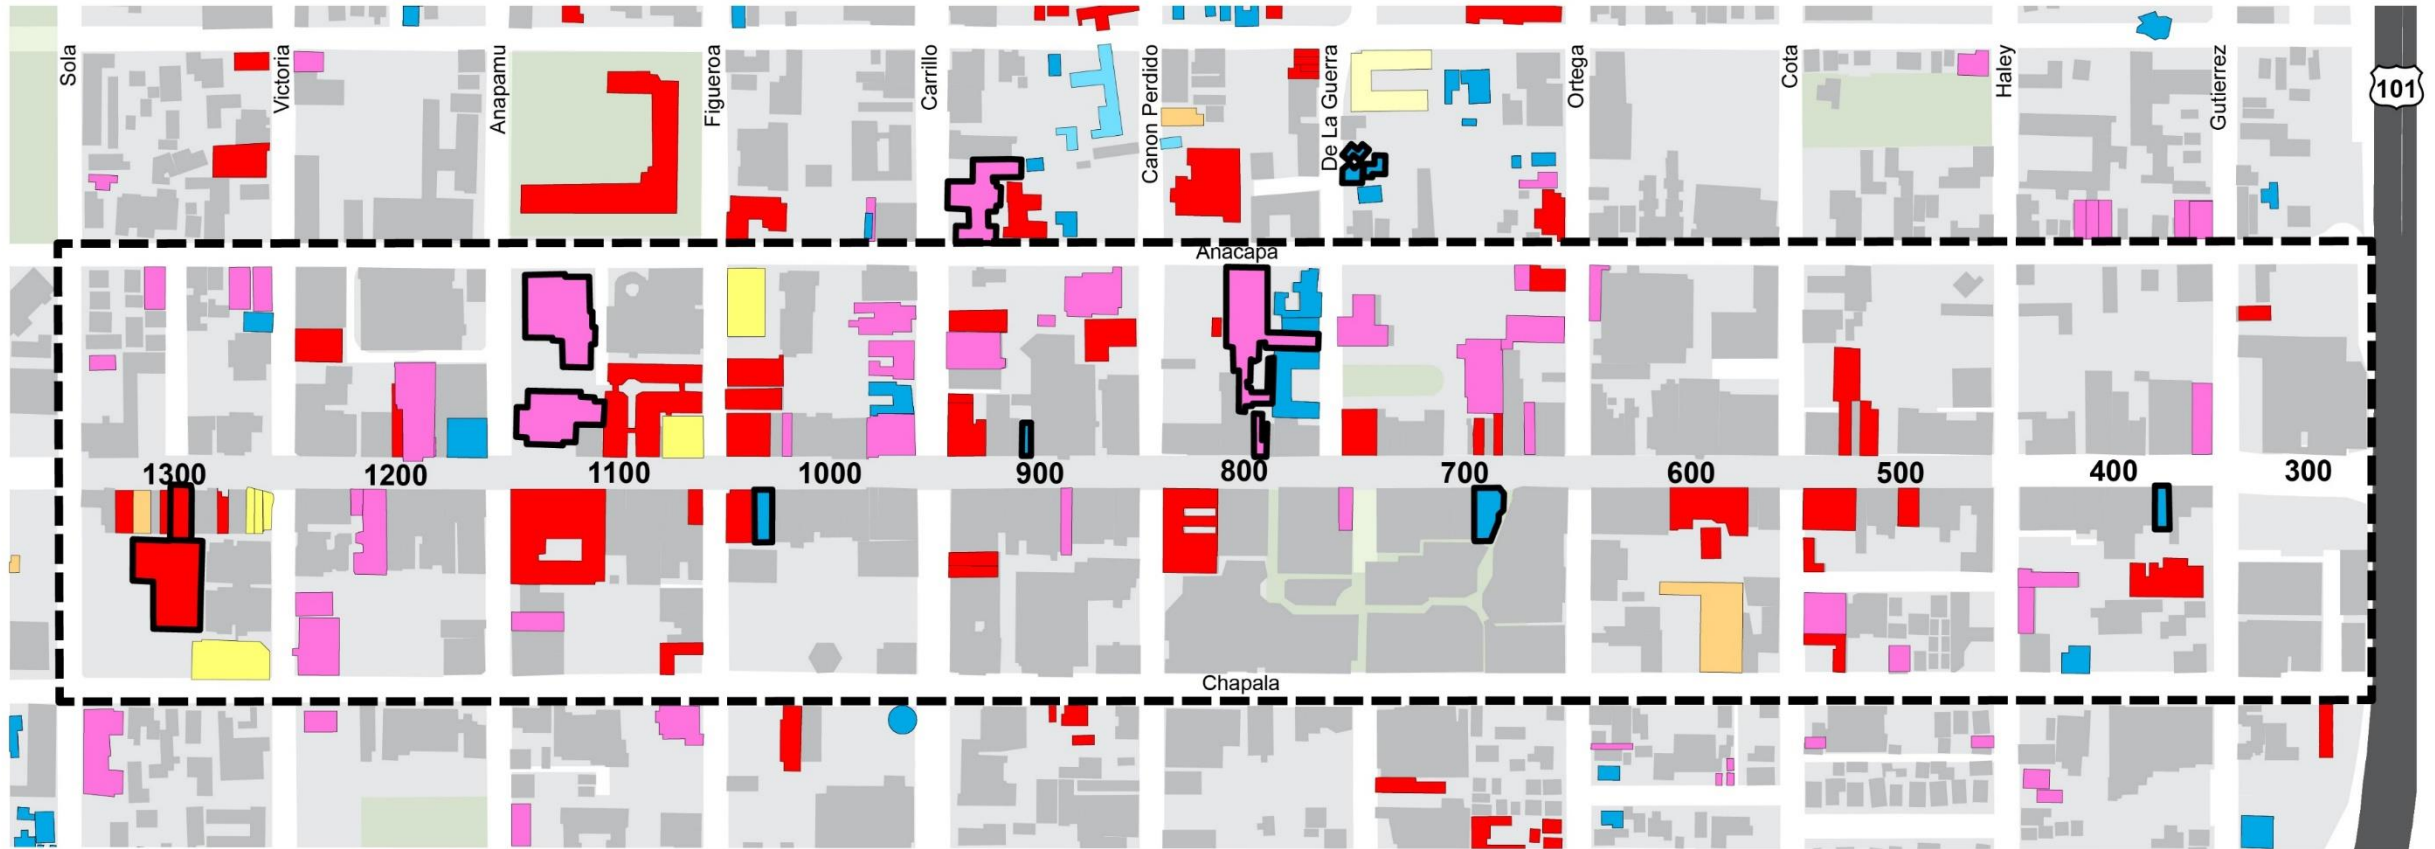 Sola
Victoria
Anapamu
Figueroa
Carrillo
Canon Perdido
De La Guerra
Ortega
Cota
Haley
Gutierrez
101
Anacapa
1300
1200
1100
1000
900
800
700
600
500
400
300
Chapala